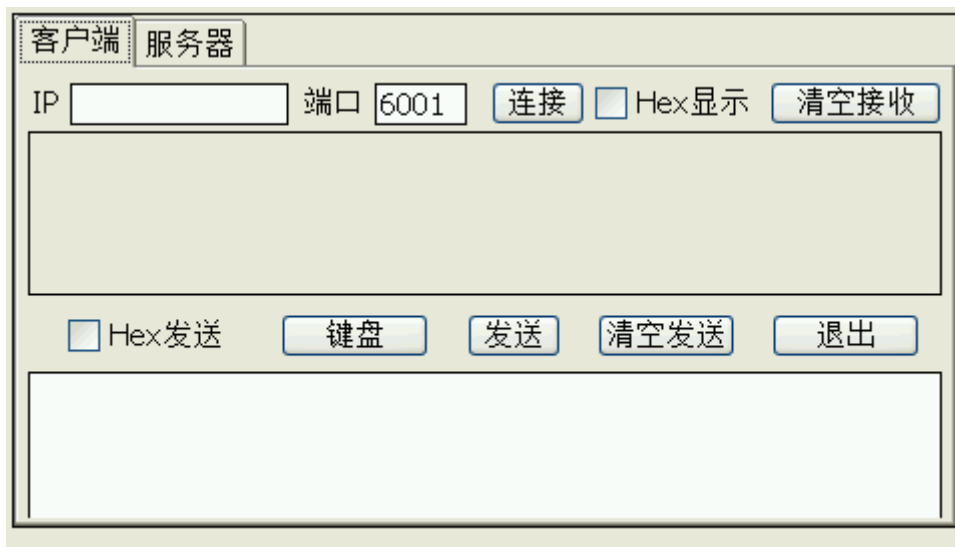 客户端 服务器
IP 端口 6001 连接 Hex显示 清空接收
Hex发送 键盘 发送 清空发送 退出